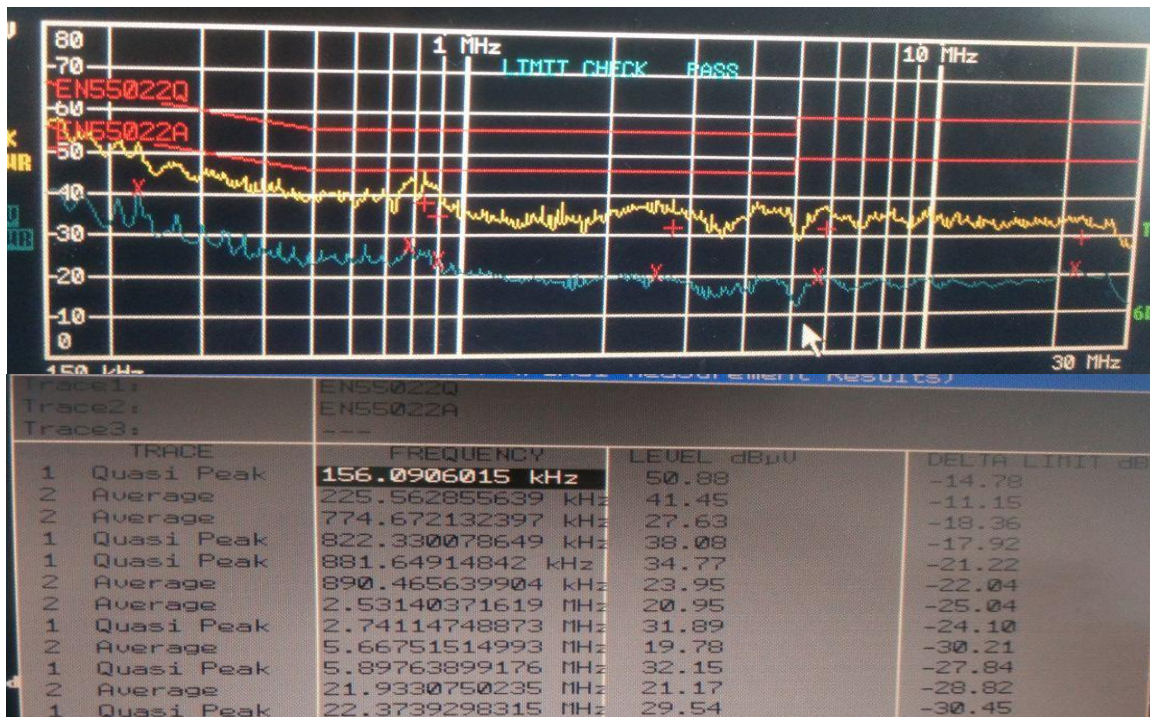 80
1 MHz
10 MHz
-70
LIMIT CHECK PASS
EN55022Q
-60
EN55022A
-50
-40
-30
-20
-10
0
150 kHz
30 MHz
Measurement Results)
Trace1: EN55022Q
Trace2: EN55022A
Trace3: ---
TRACE FREQUENCY LEVEL dBµV DELTA LIMIT dB
1 Quasi Peak 156.0906015 kHz 50.88 -14.78
2 Average 225.562855639 kHz 41.45 -11.15
2 Average 774.672132397 kHz 27.63 -18.36
1 Quasi Peak 822.330078649 kHz 38.08 -17.92
1 Quasi Peak 881.64914842 kHz 34.77 -21.22
2 Average 890.465639904 kHz 23.95 -22.04
2 Average 2.53140371619 MHz 20.95 -25.04
1 Quasi Peak 2.74114748873 MHz 31.89 -24.10
2 Average 5.66751514993 MHz 19.78 -30.21
1 Quasi Peak 5.89763899176 MHz 32.15 -27.84
2 Average 21.9330750235 MHz 21.17 -28.82
1 Quasi Peak 22.3739298315 MHz 29.54 -30.45